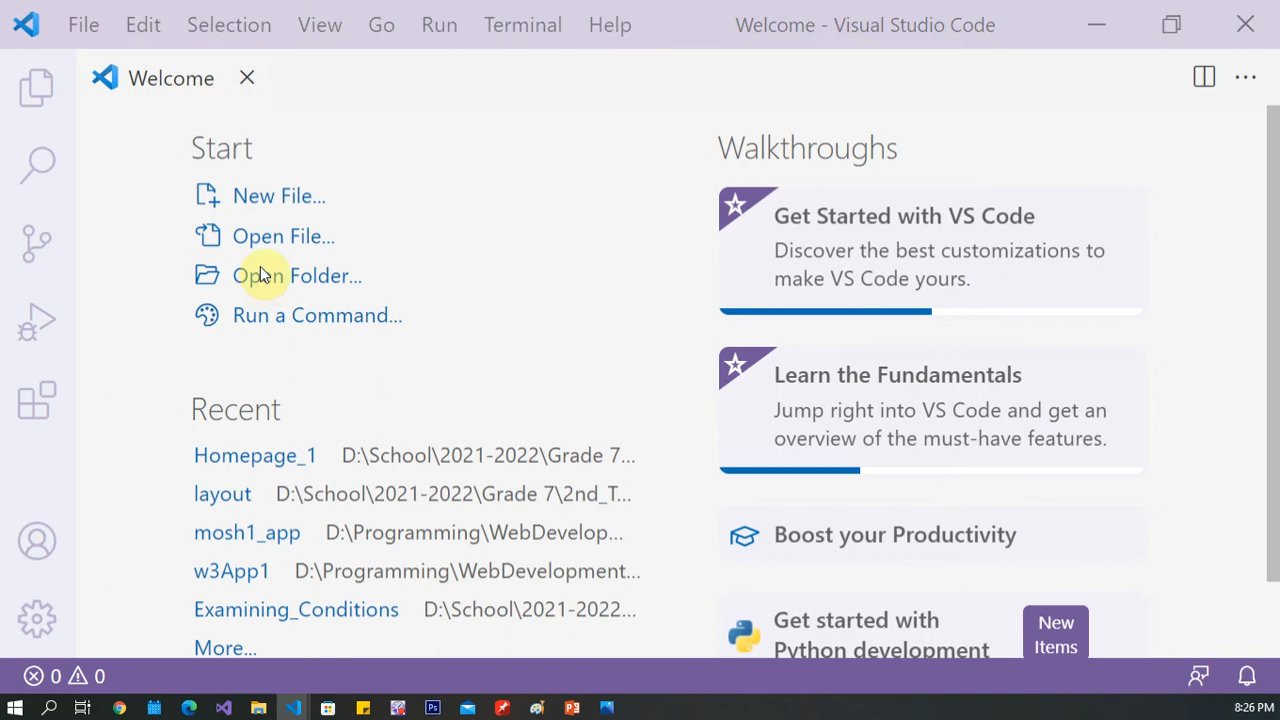 File Edit Selection View Go Run Terminal Help Welcome - Visual Studio Code
Welcome
Start
New File...
Open File...
Open Folder...
Run a Command...
Recent
Homepage_1 D:\School\2021-2022\Grade 7...
layout D:\School\2021-2022\Grade 7\2nd_T...
mosh1_app D:\Programming\WebDevelop...
w3App1 D:\Programming\WebDevelopment...
Examining_Conditions D:\School\2021-2022...
More...
Walkthroughs
Get Started with VS Code
Discover the best customizations to
make VS Code yours.
Learn the Fundamentals
Jump right into VS Code and get an
overview of the must-have features.
Boost your Productivity
Get started with
Python development
New
Items
0 0
Ps
8:26 PM